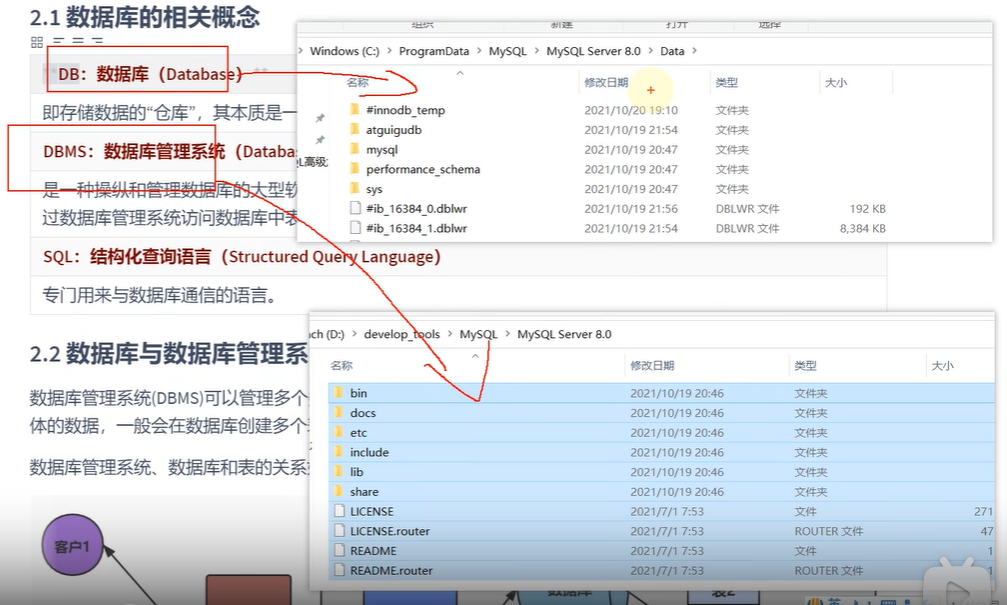 2.1 数据库的相关概念
DB：数据库（Database）
即存储数据的“仓库”，其本质是一
DBMS：数据库管理系统（Databa
是一种操纵和管理数据库的大型软
过数据库管理系统访问数据库中表
SQL：结构化查询语言（Structured Query Language）
专门用来与数据库通信的语言。
2.2 数据库与数据库管理系
数据库管理系统(DBMS)可以管理多个
体的数据，一般会在数据库创建多个
数据库管理系统、数据库和表的关系
客户1
组织 新建 打开 选择
Windows (C:) > ProgramData > MySQL > MySQL Server 8.0 > Data >
名称 修改日期 类型 大小
#innodb_temp 2021/10/20 19:10 文件夹
atguigudb 2021/10/19 21:54 文件夹
mysql 2021/10/19 20:47 文件夹
performance_schema 2021/10/19 20:47 文件夹
sys 2021/10/19 20:47 文件夹
#ib_16384_0.dblwr 2021/10/19 21:56 DBLWR 文件 192 KB
#ib_16384_1.dblwr 2021/10/19 21:54 DBLWR 文件 8,384 KB
L高级
ch (D:) > develop_tools > MySQL > MySQL Server 8.0
名称 修改日期 类型 大小
bin 2021/10/19 20:46 文件夹
docs 2021/10/19 20:46 文件夹
etc 2021/10/19 20:46 文件夹
include 2021/10/19 20:46 文件夹
lib 2021/10/19 20:46 文件夹
share 2021/10/19 20:46 文件夹
LICENSE 2021/7/1 7:53 文件 271
LICENSE.router 2021/7/1 7:53 ROUTER 文件 47
README 2021/7/1 7:53 文件 1
README.router 2021/7/1 7:53 ROUTER 文件 1
数据库
表2
英